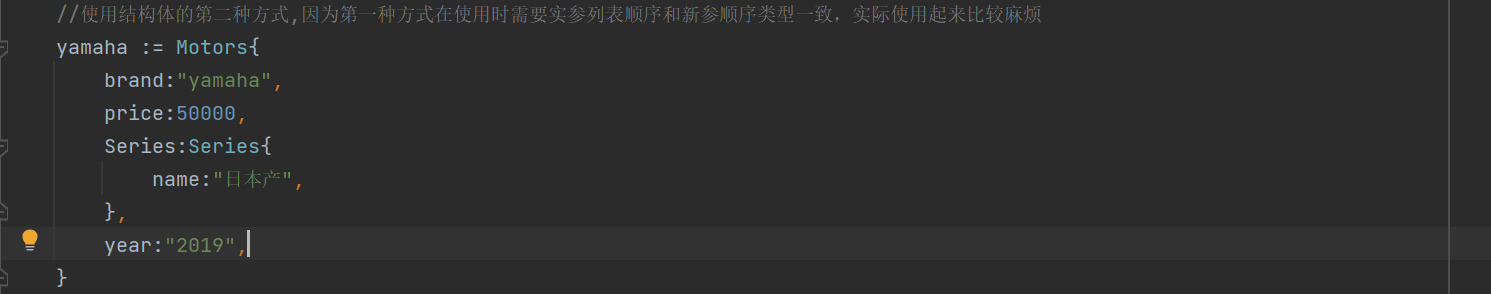 //使用结构体的第二种方式,因为第一种方式在使用时需要实参列表顺序和新参顺序类型一致，实际使用起来比较麻烦
yamaha := Motors{
    brand:"yamaha",
    price:50000,
    Series:Series{
        name:"日本产",
    },
    year:"2019",
}